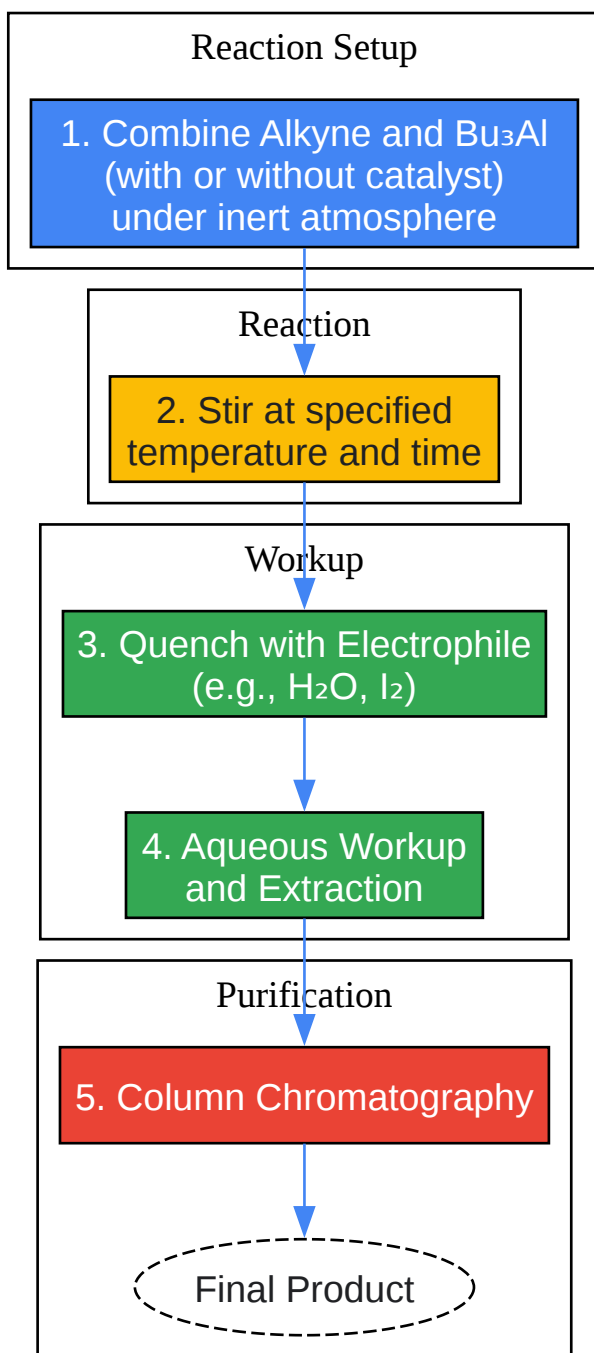 Reaction Setup
1. Combine Alkyne and Bu₃Al
(with or without catalyst)
under inert atmosphere
Reaction
2. Stir at specified
temperature and time
Workup
3. Quench with Electrophile
(e.g., H₂O, I₂)
4. Aqueous Workup
and Extraction
Purification
5. Column Chromatography
Final Product